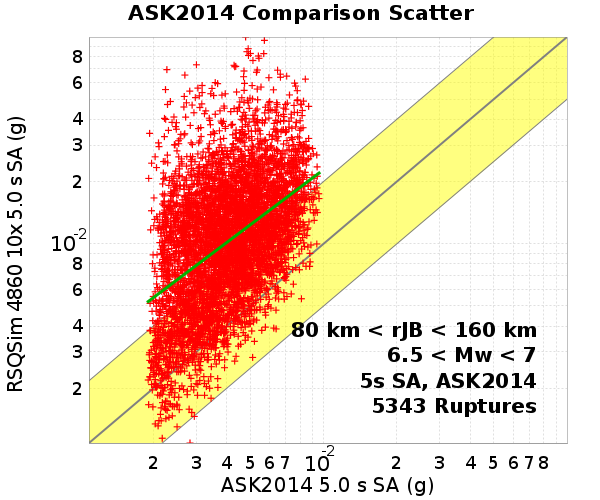 ASK2014 Comparison Scatter
RSQSim 4860 10x 5.0 s SA (g)
8
6
4
3
2
10-2
8
6
4
3
2
80 km < rJB < 160 km
6.5 < Mw < 7
5s SA, ASK2014
5343 Ruptures
2 3 4 5 6 7 10-2 2 3 4 5 6 7 8
ASK2014 5.0 s SA (g)